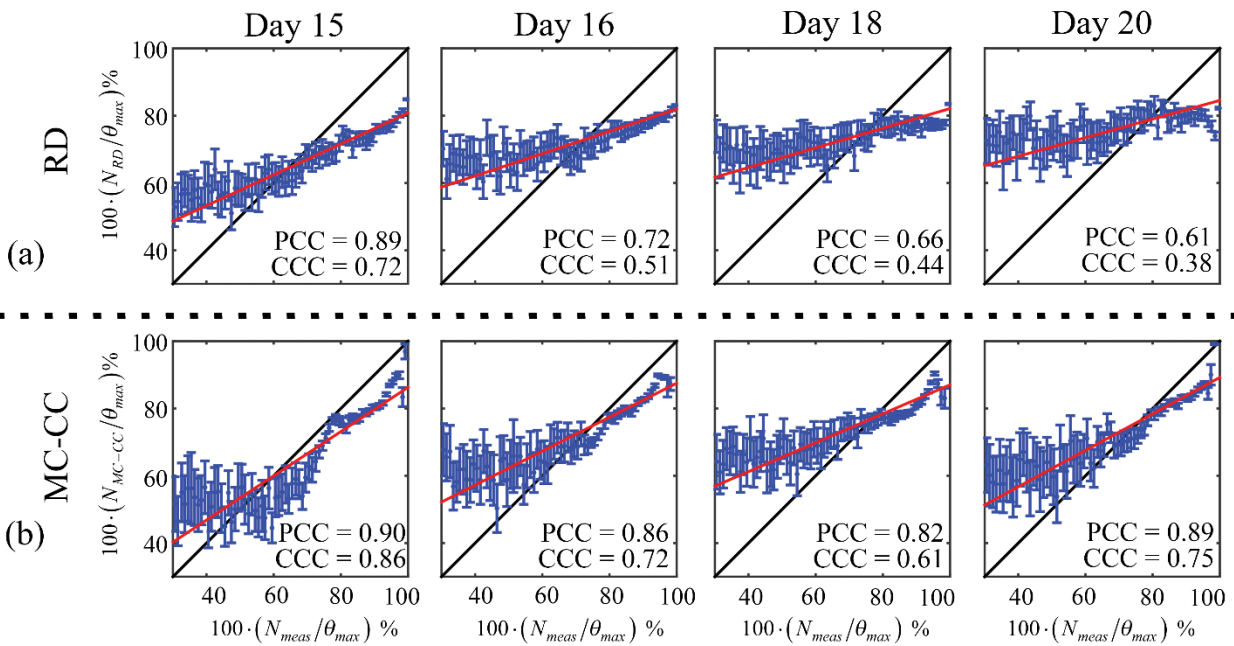 Day 15 Day 16 Day 18 Day 20
RD
(a)
100·(N_RD/θ_max)%
100
80
60
40
PCC = 0.89
CCC = 0.72
PCC = 0.72
CCC = 0.51
PCC = 0.66
CCC = 0.44
PCC = 0.61
CCC = 0.38
MC-CC
(b)
100·(N_MC−CC/θ_max)%
100
80
60
40
PCC = 0.90
CCC = 0.86
PCC = 0.86
CCC = 0.72
PCC = 0.82
CCC = 0.61
PCC = 0.89
CCC = 0.75
40 60 80 100
40 60 80 100
40 60 80 100
40 60 80 100
100·(N_meas/θ_max) %
100·(N_meas/θ_max) %
100·(N_meas/θ_max) %
100·(N_meas/θ_max) %